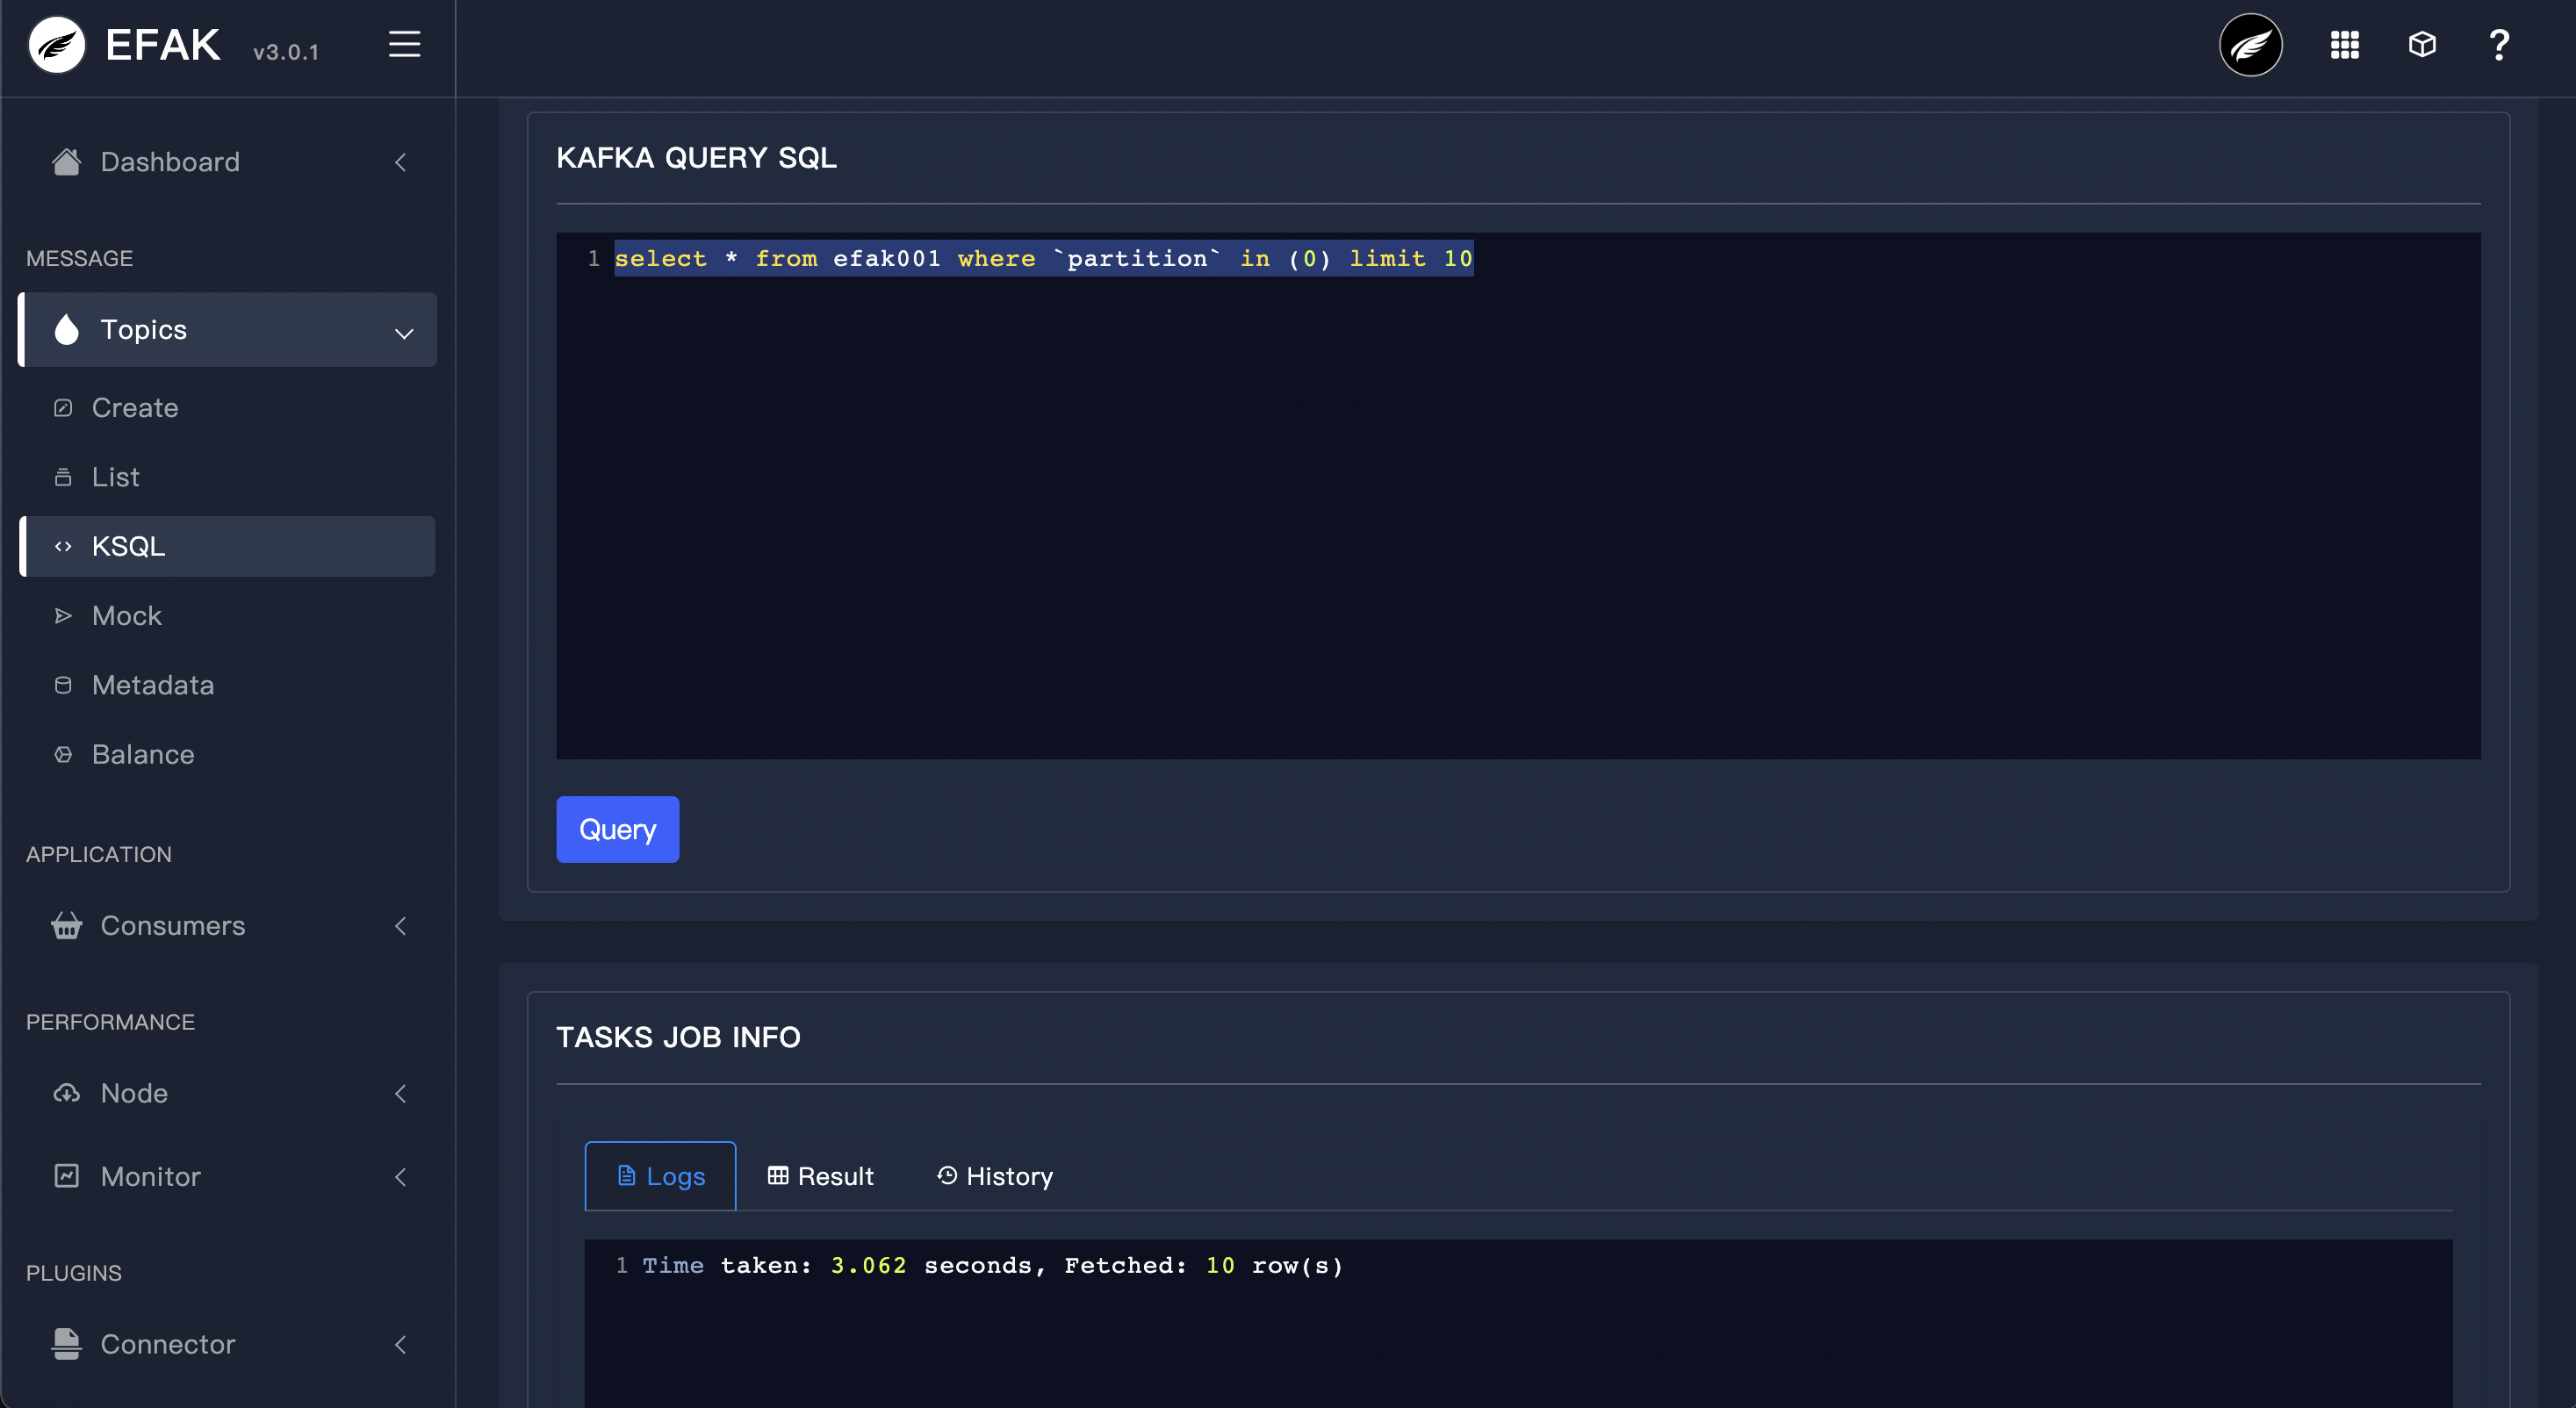 EFAK v3.0.1
Dashboard
MESSAGE
Topics
Create
List
KSQL
Mock
Metadata
Balance
APPLICATION
Consumers
PERFORMANCE
Node
Monitor
PLUGINS
Connector
?
KAFKA QUERY SQL
1 select * from efak001 where `partition` in (0) limit 10
Query
TASKS JOB INFO
Logs Result History
1 Time taken: 3.062 seconds, Fetched: 10 row(s)